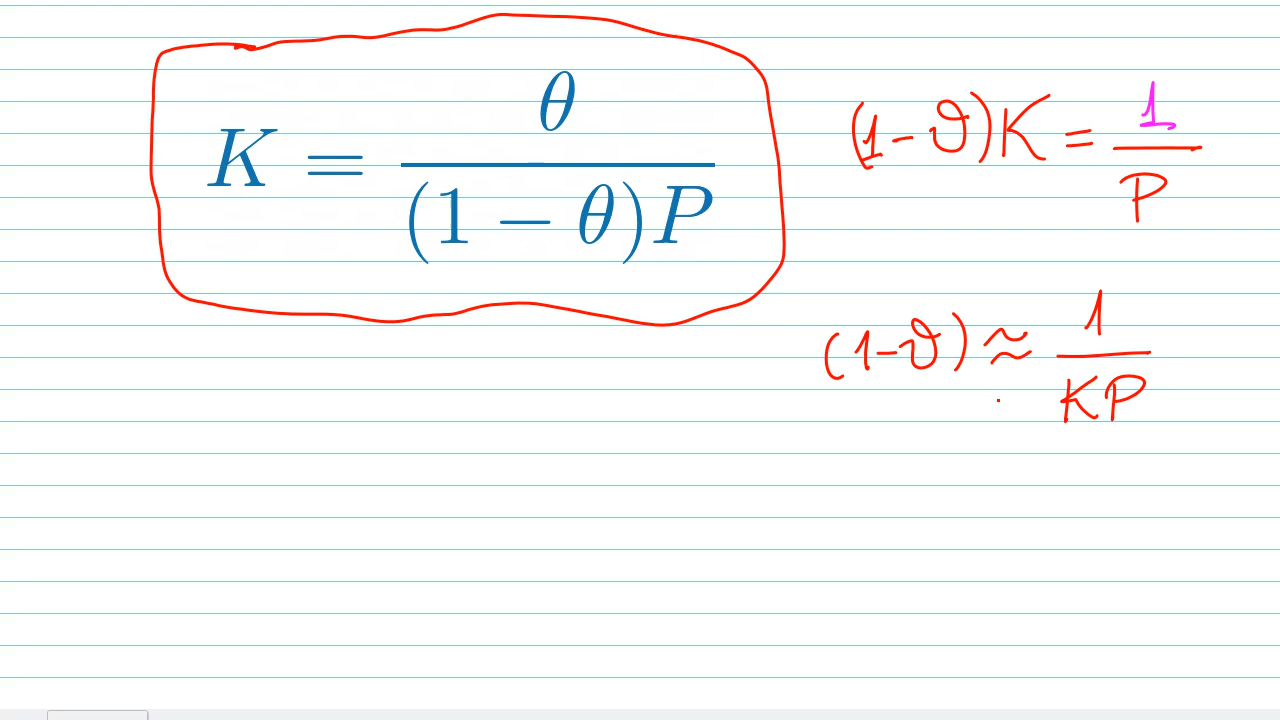 K = θ / (1 − θ)P
(1-ϑ)K = 1 / P
(1-ϑ) ≈ 1 / KP